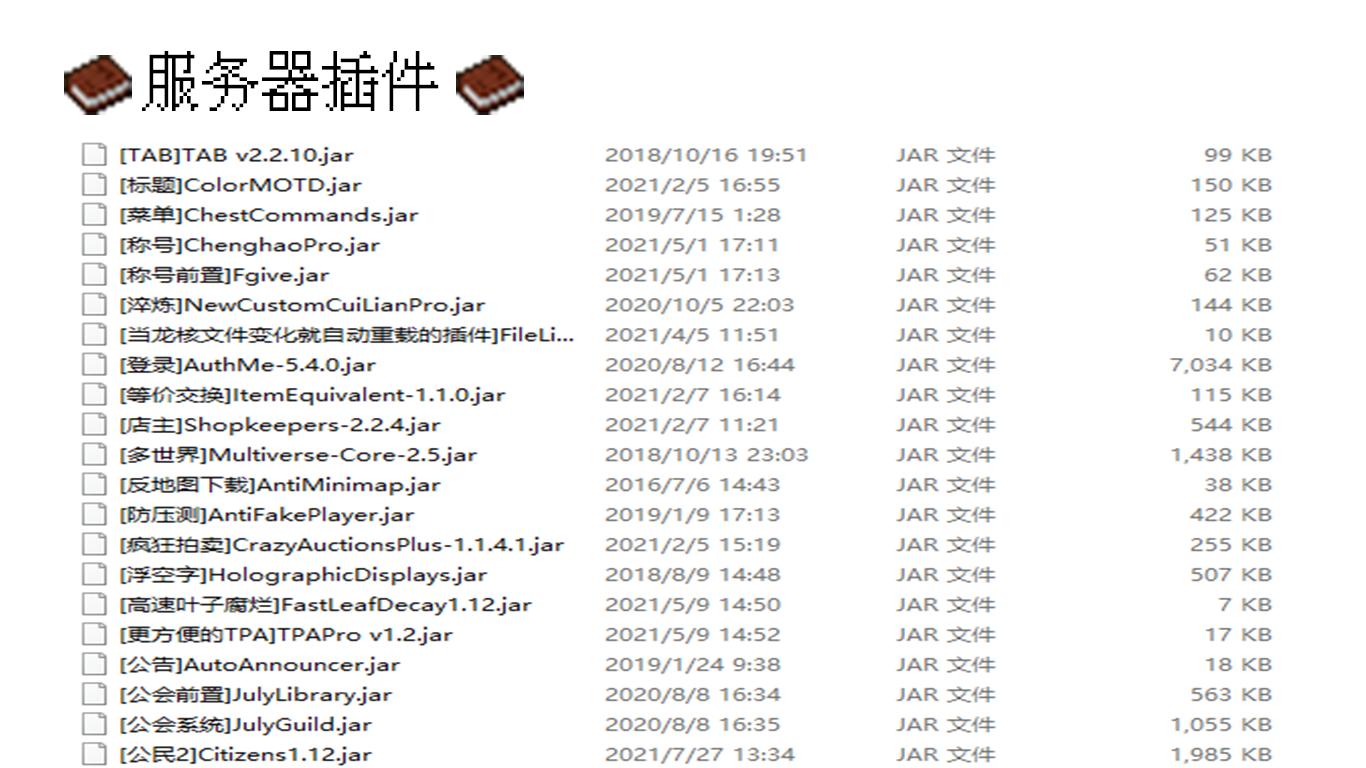 服务器插件
[TAB]TAB v2.2.10.jar 2018/10/16 19:51 JAR 文件 99 KB
[标题]ColorMOTD.jar 2021/2/5 16:55 JAR 文件 150 KB
[菜单]ChestCommands.jar 2019/7/15 1:28 JAR 文件 125 KB
[称号]ChenghaoPro.jar 2021/5/1 17:11 JAR 文件 51 KB
[称号前置]Fgive.jar 2021/5/1 17:13 JAR 文件 62 KB
[淬炼]NewCustomCuiLianPro.jar 2020/10/5 22:03 JAR 文件 144 KB
[当龙核文件变化就自动重载的插件]FileLi... 2021/4/5 11:51 JAR 文件 10 KB
[登录]AuthMe-5.4.0.jar 2020/8/12 16:44 JAR 文件 7,034 KB
[等价交换]ItemEquivalent-1.1.0.jar 2021/2/7 16:14 JAR 文件 115 KB
[店主]Shopkeepers-2.2.4.jar 2021/2/7 11:21 JAR 文件 544 KB
[多世界]Multiverse-Core-2.5.jar 2018/10/13 23:03 JAR 文件 1,438 KB
[反地图下载]AntiMinimap.jar 2016/7/6 14:43 JAR 文件 38 KB
[防压测]AntiFakePlayer.jar 2019/1/9 17:13 JAR 文件 422 KB
[疯狂拍卖]CrazyAuctionsPlus-1.1.4.1.jar 2021/2/5 15:19 JAR 文件 255 KB
[浮空字]HolographicDisplays.jar 2018/8/9 14:48 JAR 文件 507 KB
[高速叶子腐烂]FastLeafDecay1.12.jar 2021/5/9 14:50 JAR 文件 7 KB
[更方便的TPA]TPAPro v1.2.jar 2021/5/9 14:52 JAR 文件 17 KB
[公告]AutoAnnouncer.jar 2019/1/24 9:38 JAR 文件 18 KB
[公会前置]JulyLibrary.jar 2020/8/8 16:34 JAR 文件 563 KB
[公会系统]JulyGuild.jar 2020/8/8 16:35 JAR 文件 1,055 KB
[公民2]Citizens1.12.jar 2021/7/27 13:34 JAR 文件 1,985 KB